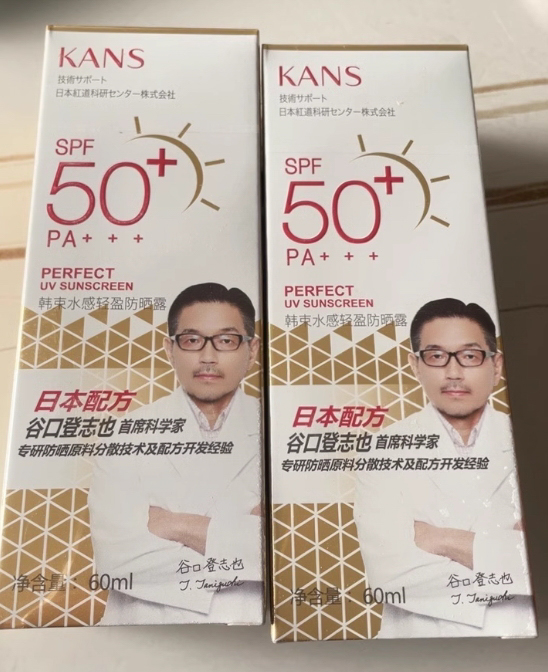 KANS
技術サポート
日本紅道科研センター株式会社
SPF
50+
PA+ + +
PERFECT
UV SUNSCREEN
韩束水感轻盈防晒露
日本配方
谷口登志也 首席科学家
专研防晒原料分散技术及配方开发经验
谷口登志也
T. Taniguchi
净含量： 60ml
KANS
技術サポート
日本紅道科研センター株式会社
SPF
50+
PA+ + +
PERFECT
UV SUNSCREEN
韩束水感轻盈防晒露
日本配方
谷口登志也 首席科学家
专研防晒原料分散技术及配方开发经验
谷口登志也
T. Taniguchi
净含量： 60ml